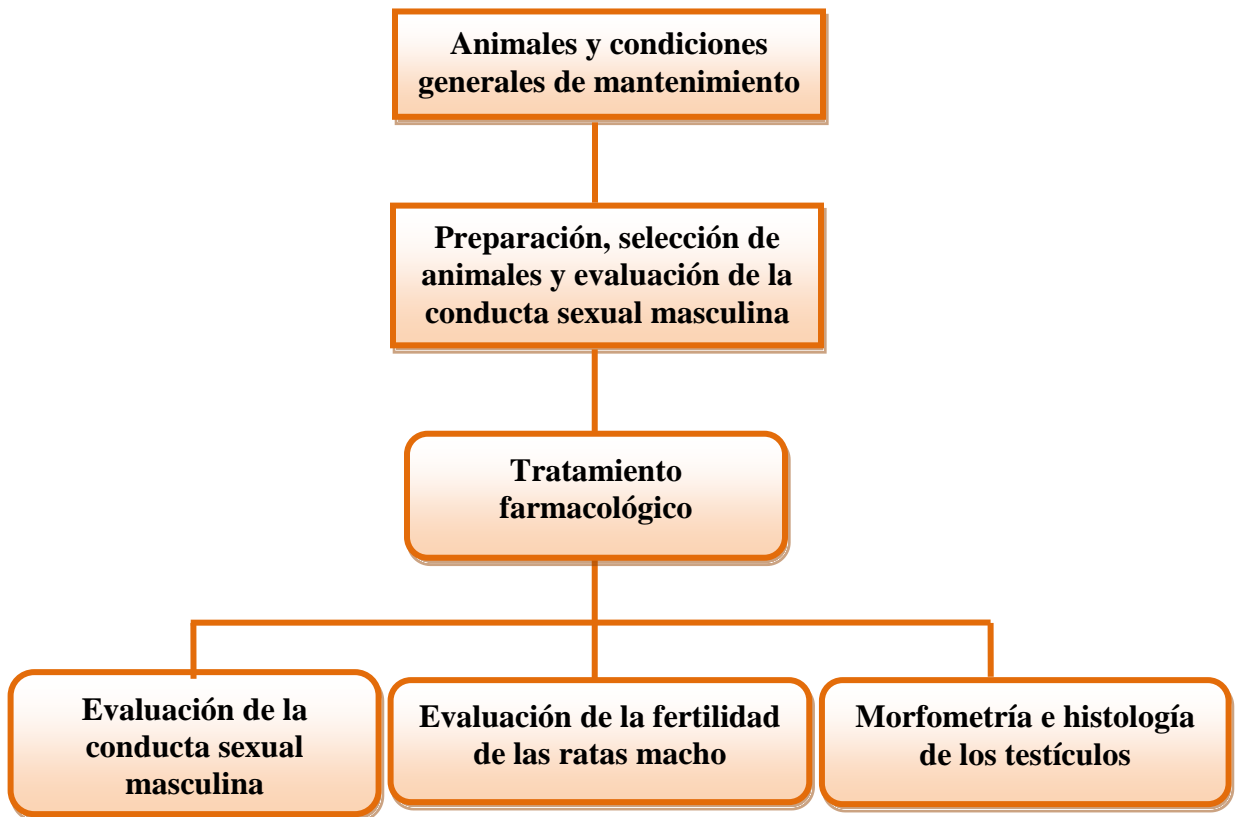 Animales y condiciones
generales de mantenimiento
Preparación, selección de
animales y evaluación de la
conducta sexual masculina
Tratamiento
farmacológico
Evaluación de la
conducta sexual
masculina
Evaluación de la fertilidad
de las ratas macho
Morfometría e histología
de los testículos